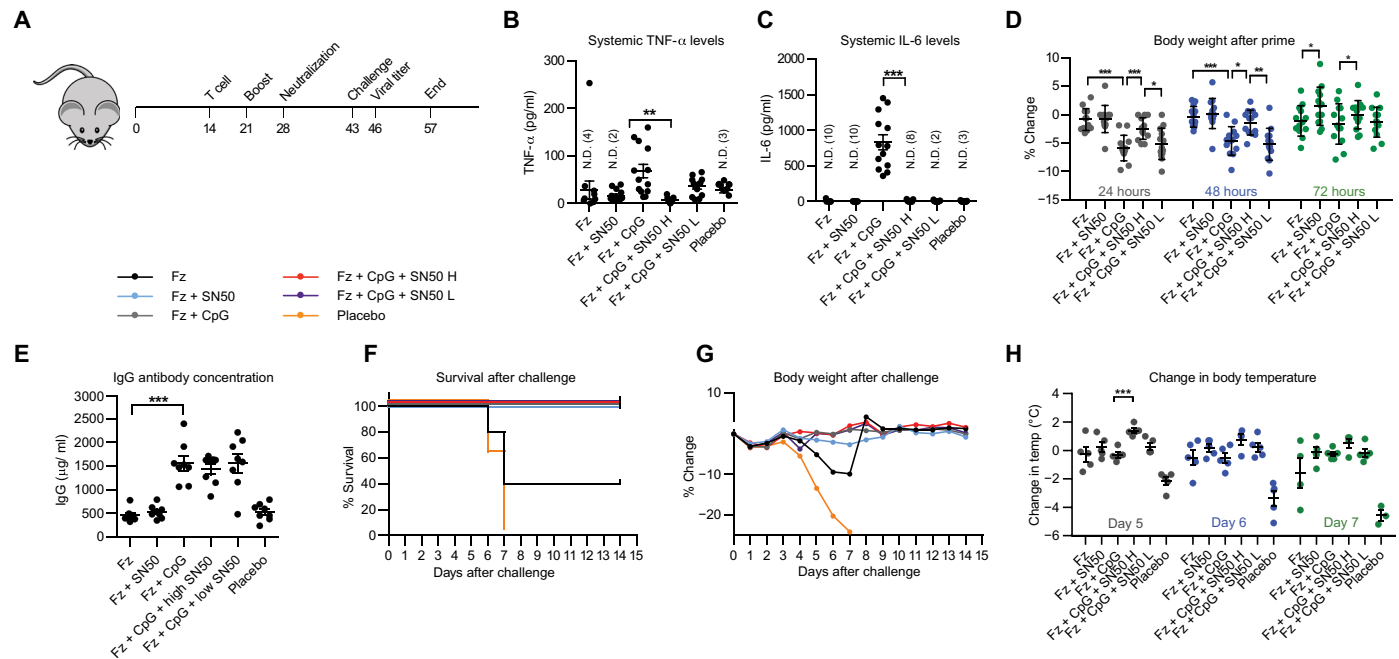 A
T cell
Boost
Neutralization
Challenge
Viral titer
End
0
14
21
28
43
46
57
B
Systemic TNF-α levels
TNF-α (pg/ml)
300
200
100
0
N.D. (4)
N.D. (2)
**
N.D. (3)
Fz
Fz + SN50
Fz + CpG
Fz + CpG + SN50 H
Fz + CpG + SN50 L
Placebo
C
Systemic IL-6 levels
IL-6 (pg/ml)
2000
1500
1000
500
0
N.D. (10)
N.D. (10)
***
N.D. (8)
N.D. (2)
N.D. (3)
Fz
Fz + SN50
Fz + CpG
Fz + CpG + SN50 H
Fz + CpG + SN50 L
Placebo
D
Body weight after prime
% Change
15
10
5
0
−5
−10
−15
*** *** *
*** * **
* *
24 hours
48 hours
72 hours
Fz
Fz + SN50
Fz + CpG
Fz + CpG + SN50 H
Fz + CpG + SN50 L
Fz
Fz + SN50
Fz + CpG
Fz + CpG + SN50 H
Fz + CpG + SN50 L
Fz
Fz + SN50
Fz + CpG
Fz + CpG + SN50 H
Fz + CpG + SN50 L
Fz
Fz + SN50
Fz + CpG
Fz + CpG + SN50 H
Fz + CpG + SN50 L
Placebo
E
IgG antibody concentration
IgG (μg/ ml)
3000
2500
2000
1500
1000
500
0
***
Fz
Fz + SN50
Fz + CpG
Fz + CpG + high SN50
Fz + CpG + low SN50
Placebo
F
Survival after challenge
% Survival
100
80
60
40
20
0
0 1 2 3 4 5 6 7 8 9 10 11 12 13 14 15
Days after challenge
G
Body weight after challenge
% Change
10
0
−10
−20
0 1 2 3 4 5 6 7 8 9 10 11 12 13 14 15
Days after challenge
H
Change in body temperature
Change in temp (°C)
4
2
0
−2
−4
−6
***
Day 5
Day 6
Day 7
Fz
Fz + SN50
Fz + CpG
Fz + CpG + SN50 H
Fz + CpG + SN50 L
Placebo
Fz
Fz + SN50
Fz + CpG
Fz + CpG + SN50 H
Fz + CpG + SN50 L
Placebo
Fz
Fz + SN50
Fz + CpG
Fz + CpG + SN50 H
Fz + CpG + SN50 L
Placebo